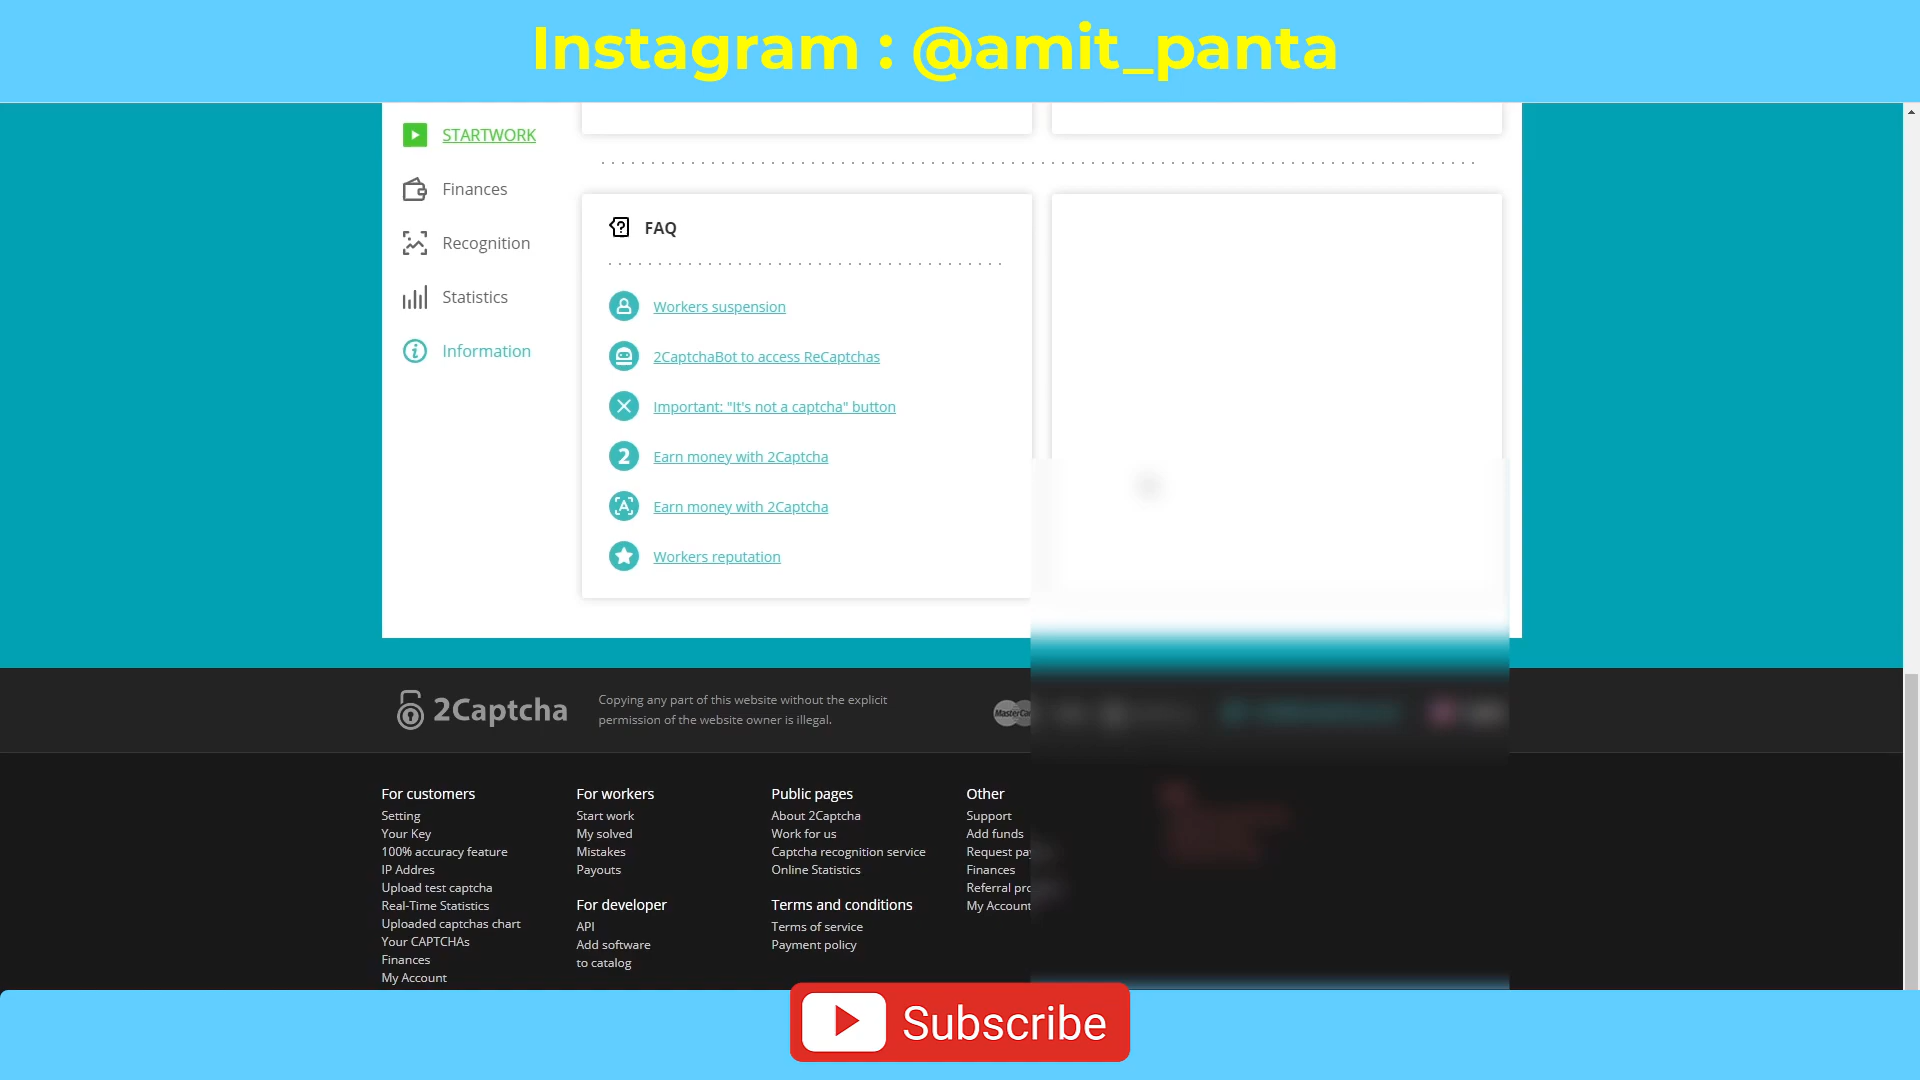 Instagram : @amit_panta
STARTWORK
Finances
Recognition
Statistics
Information
FAQ
Workers suspension
2CaptchaBot to access ReCaptchas
Important: "It's not a captcha" button
Earn money with 2Captcha
Earn money with 2Captcha
Workers reputation
2Captcha
Copying any part of this website without the explicit
permission of the website owner is illegal.
MasterCar
For customers
Setting
Your Key
100% accuracy feature
IP Addres
Upload test captcha
Real-Time Statistics
Uploaded captchas chart
Your CAPTCHAs
Finances
My Account
For workers
Start work
My solved
Mistakes
Payouts
For developer
API
Add software
to catalog
Public pages
About 2Captcha
Work for us
Captcha recognition service
Online Statistics
Terms and conditions
Terms of service
Payment policy
Other
Support
Add funds
Request
Finances
Referral
My Account
Subscribe